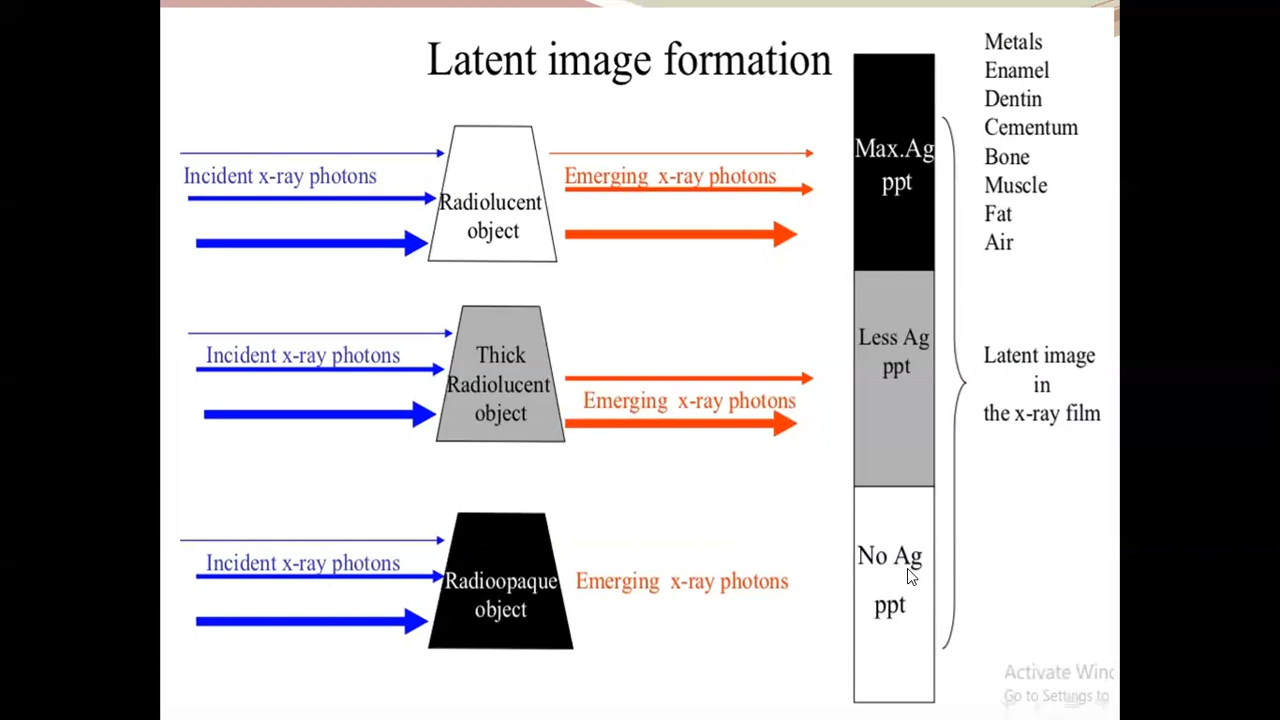 Latent image formation
Incident x-ray photons
Radiolucent
object
Emerging x-ray photons
Max.Ag
ppt
Metals
Enamel
Dentin
Cementum
Bone
Muscle
Fat
Air
Incident x-ray photons
Thick
Radiolucent
object
Emerging x-ray photons
Less Ag
ppt
Latent image
in
the x-ray film
Incident x-ray photons
Radioopaque
object
Emerging x-ray photons
No Ag
ppt
Activate Winc
Go to Settings to